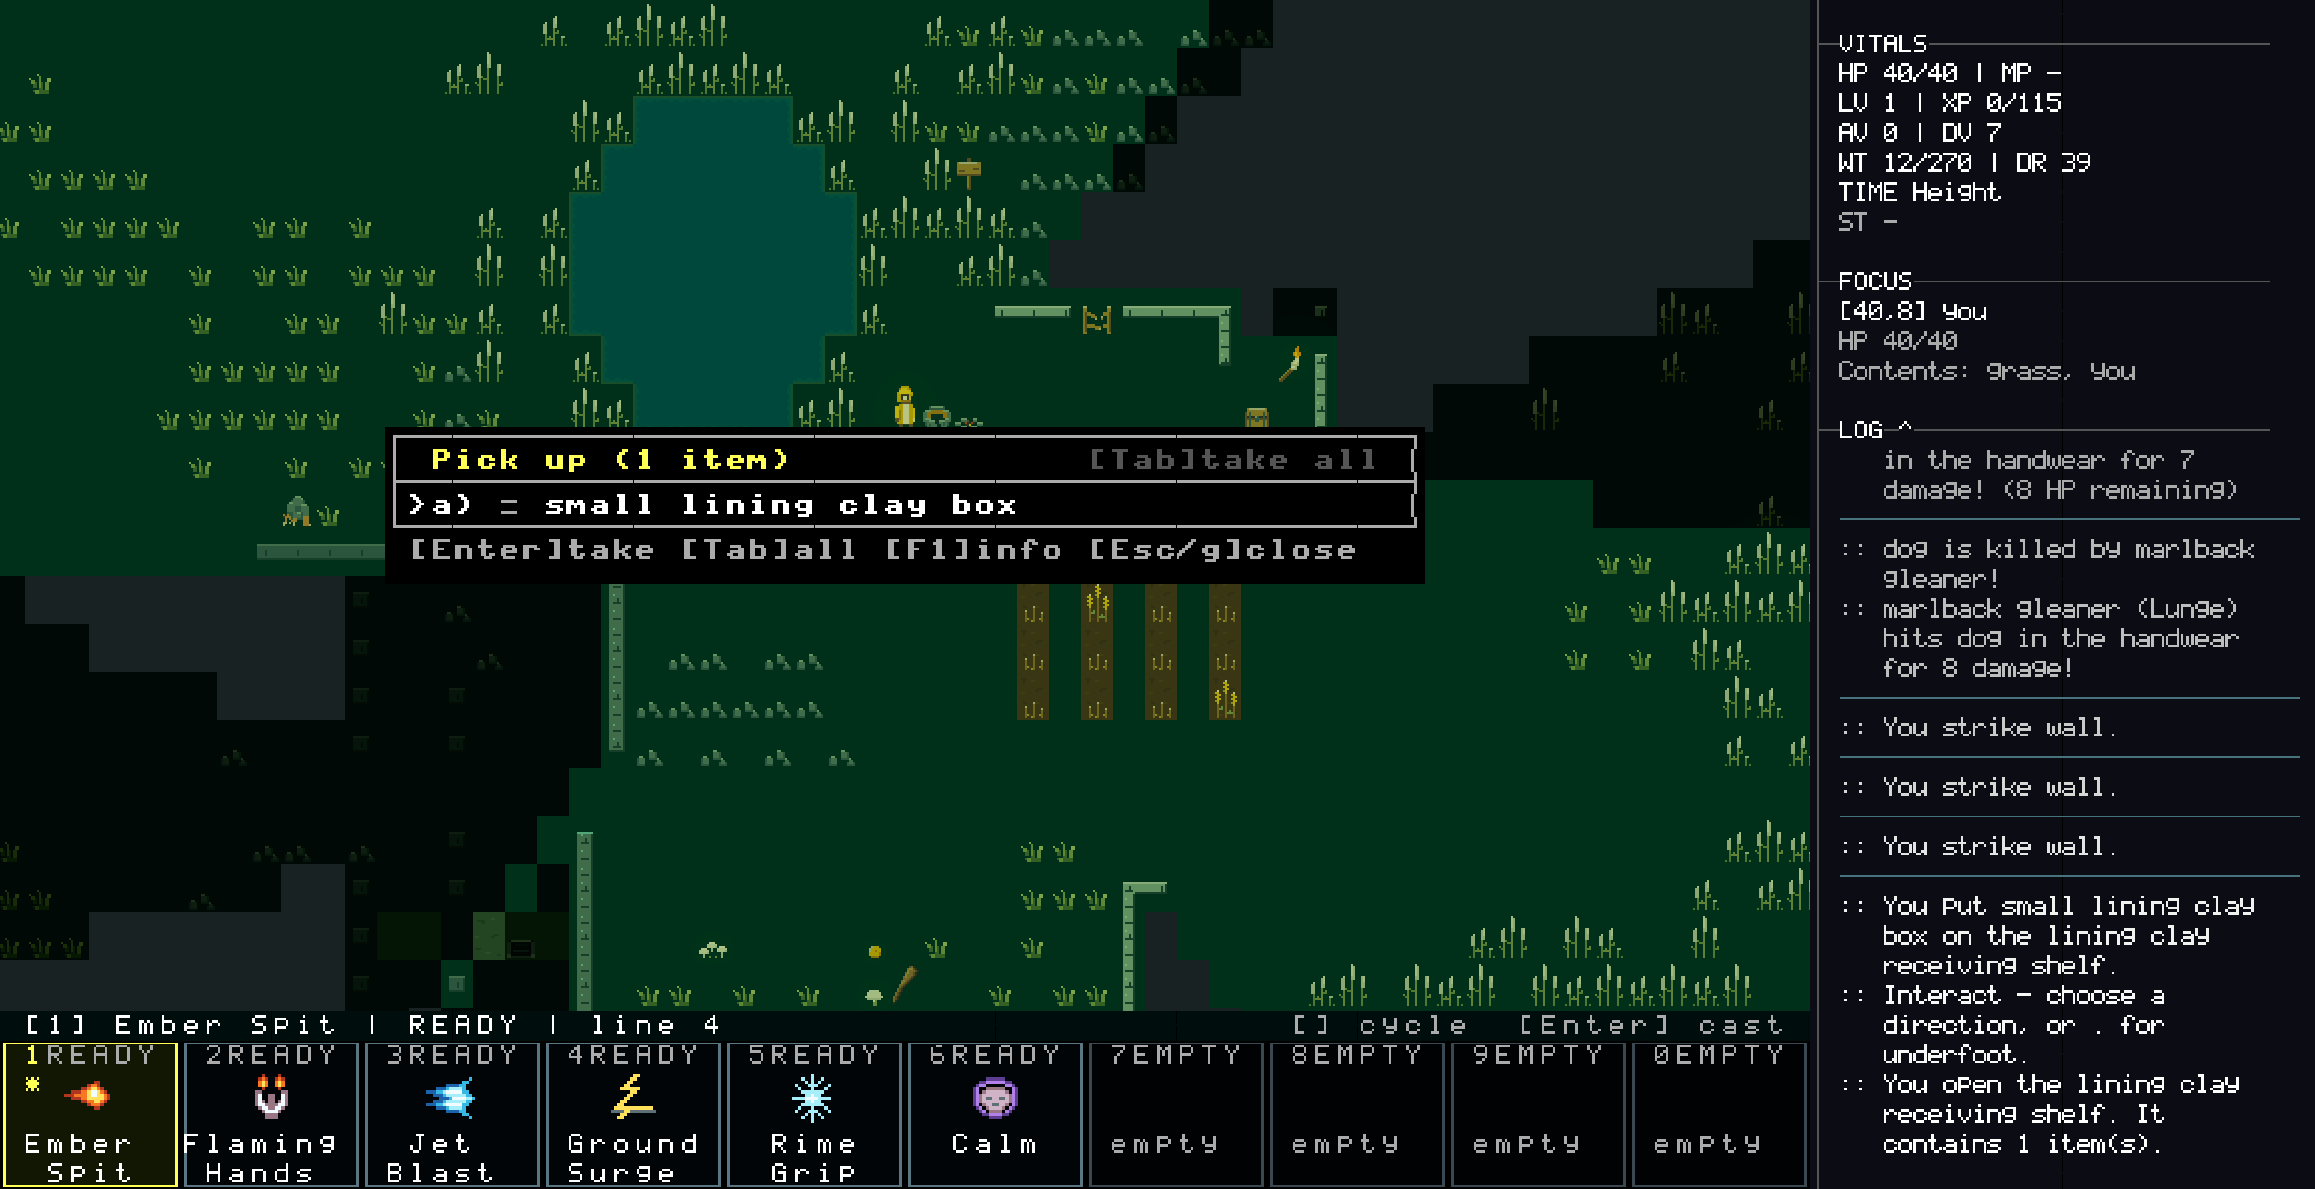 VITALS
HP 40/40 | MP -
LV 1 | XP 0/115
AV 0 | DV 7
WT 12/270 | DR 39
TIME Height
ST -
FOCUS
[40,8] You
HP 40/40
Contents: grass, You
LOG ^
in the handwear for 7
damage! (8 HP remaining)
:: dog is killed by marlback
gleaner!
:: marlback gleaner (Lunge)
hits dog in the handwear
for 8 damage!
:: You strike wall.
:: You strike wall.
:: You strike wall.
:: You put small lining clay
box on the lining clay
receiving shelf.
:: Interact - choose a
direction, or . for
underfoot.
:: You open the lining clay
receiving shelf. It
contains 1 item(s).
Pick up (1 item) [Tab]take all
>a) = small lining clay box
[Enter]take [Tab]all [F1]info [Esc/g]close
[1] Ember Spit | READY | line 4 [] cycle [Enter] cast
1READY 2READY 3READY 4READY 5READY 6READY 7EMPTY 8EMPTY 9EMPTY 0EMPTY
*
Ember Flaming Jet Ground Rime Calm empty empty empty empty
Spit Hands Blast Surge Grip